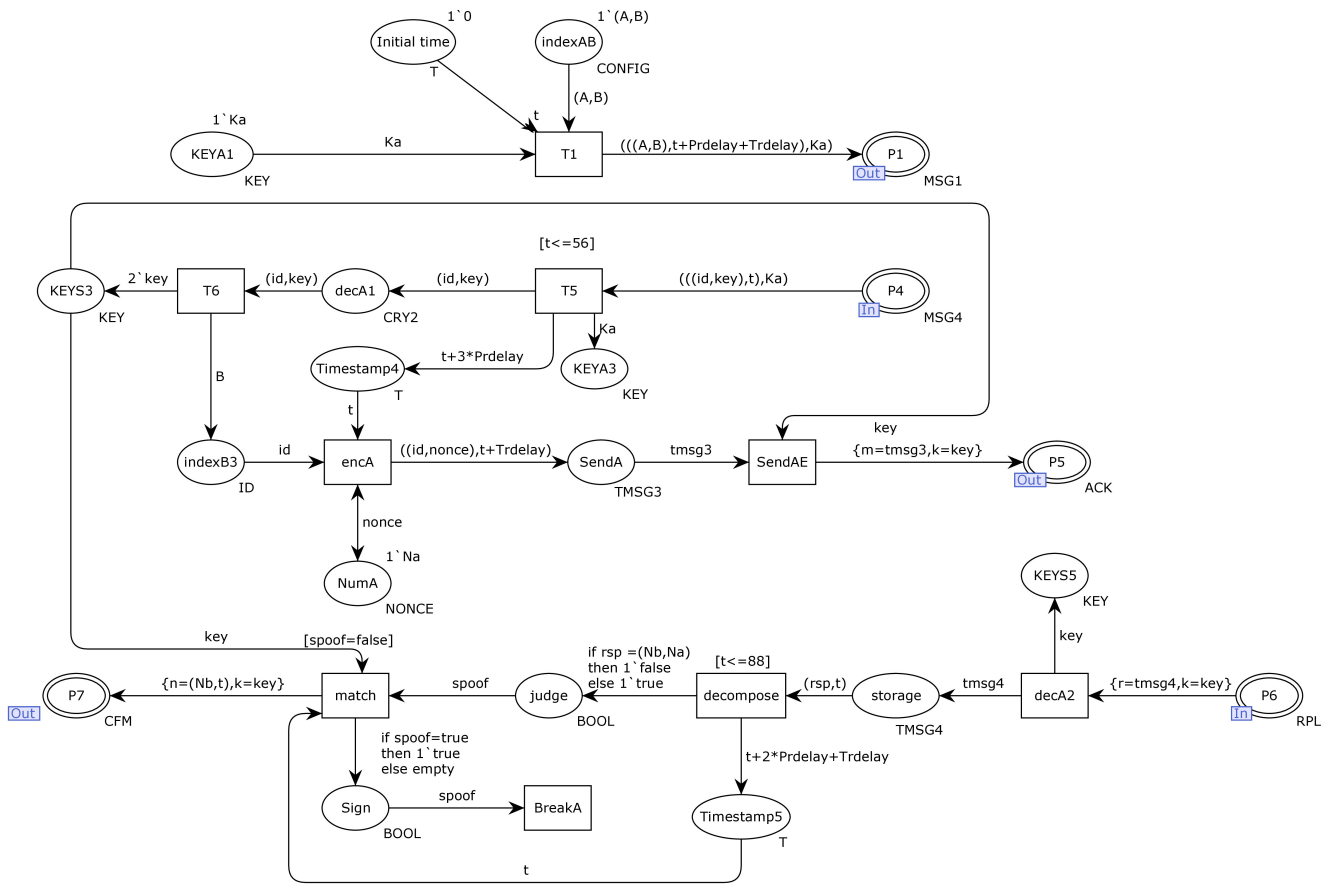 1`0
1`(A,B)
Initial time
indexAB
T
CONFIG
(A,B)
t
1`Ka
KEYA1
Ka
T1
(((A,B),t+Prdelay+Trdelay),Ka)
P1
Out
KEY
MSG1
[t<=56]
KEYS3
2`key
T6
(id,key)
decA1
(id,key)
T5
(((id,key),t),Ka)
P4
In
KEY
CRY2
MSG4
Ka
t+3*Prdelay
Timestamp4
KEYA3
B
T
KEY
t
key
indexB3
id
encA
((id,nonce),t+Trdelay)
SendA
tmsg3
SendAE
{m=tmsg3,k=key}
P5
Out
ID
TMSG3
ACK
nonce
1`Na
NumA
NONCE
KEYS5
KEY
key
key
[spoof=false]
if rsp =(Nb,Na)
then 1`false
else 1`true
[t<=88]
P7
Out
{n=(Nb,t),k=key}
match
spoof
judge
decompose
(rsp,t)
storage
tmsg4
decA2
{r=tmsg4,k=key}
P6
In
CFM
BOOL
TMSG4
RPL
if spoof=true
then 1`true
else empty
t+2*Prdelay+Trdelay
Sign
spoof
BreakA
Timestamp5
BOOL
T
t